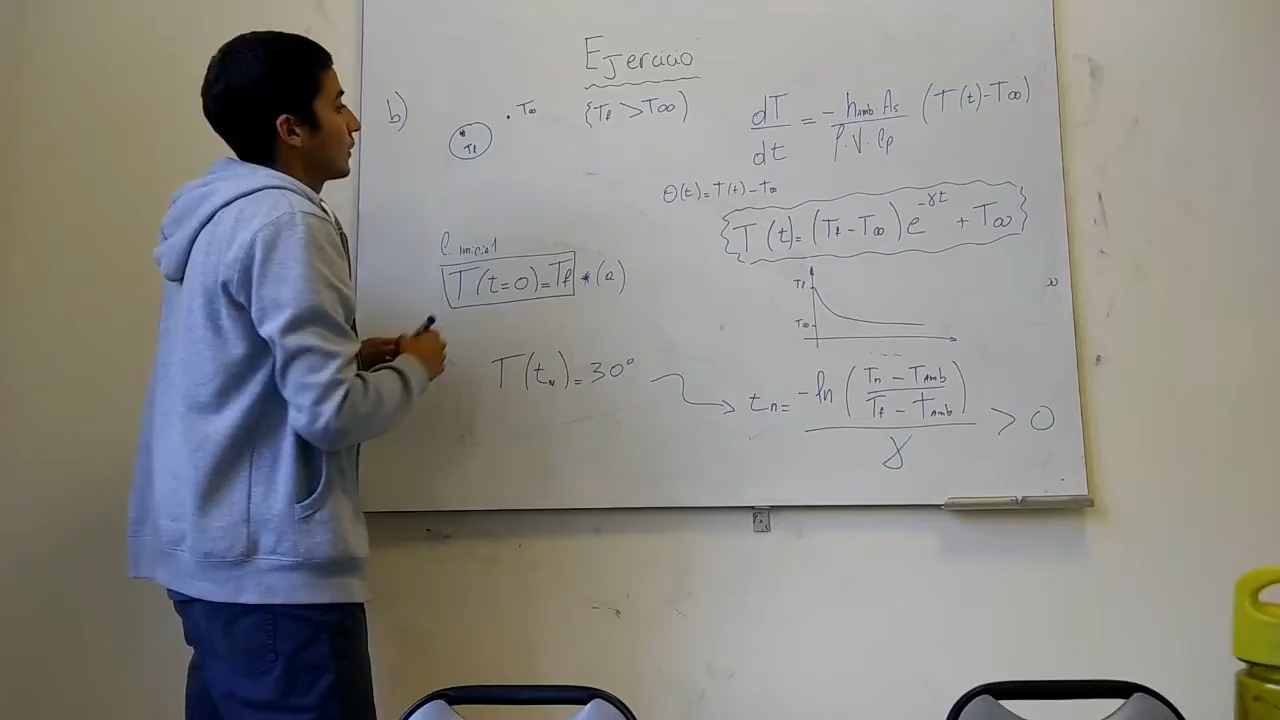 Ejercicio
b)
T∞
Tf
{Tf > T∞)
dT/dt = -hAmb As / ρ.V.Cp (T(t)-T∞)
Θ(t)=T(t)-T∞
T(t)=(Tf-T∞)e^-γt + T∞
C. inicial
T(t=0)=Tf *(a)
Tf
T∞
∞
T(tn)=30°
tn= -ln (Tn - TAmb / Tf - TAmb) / γ > 0